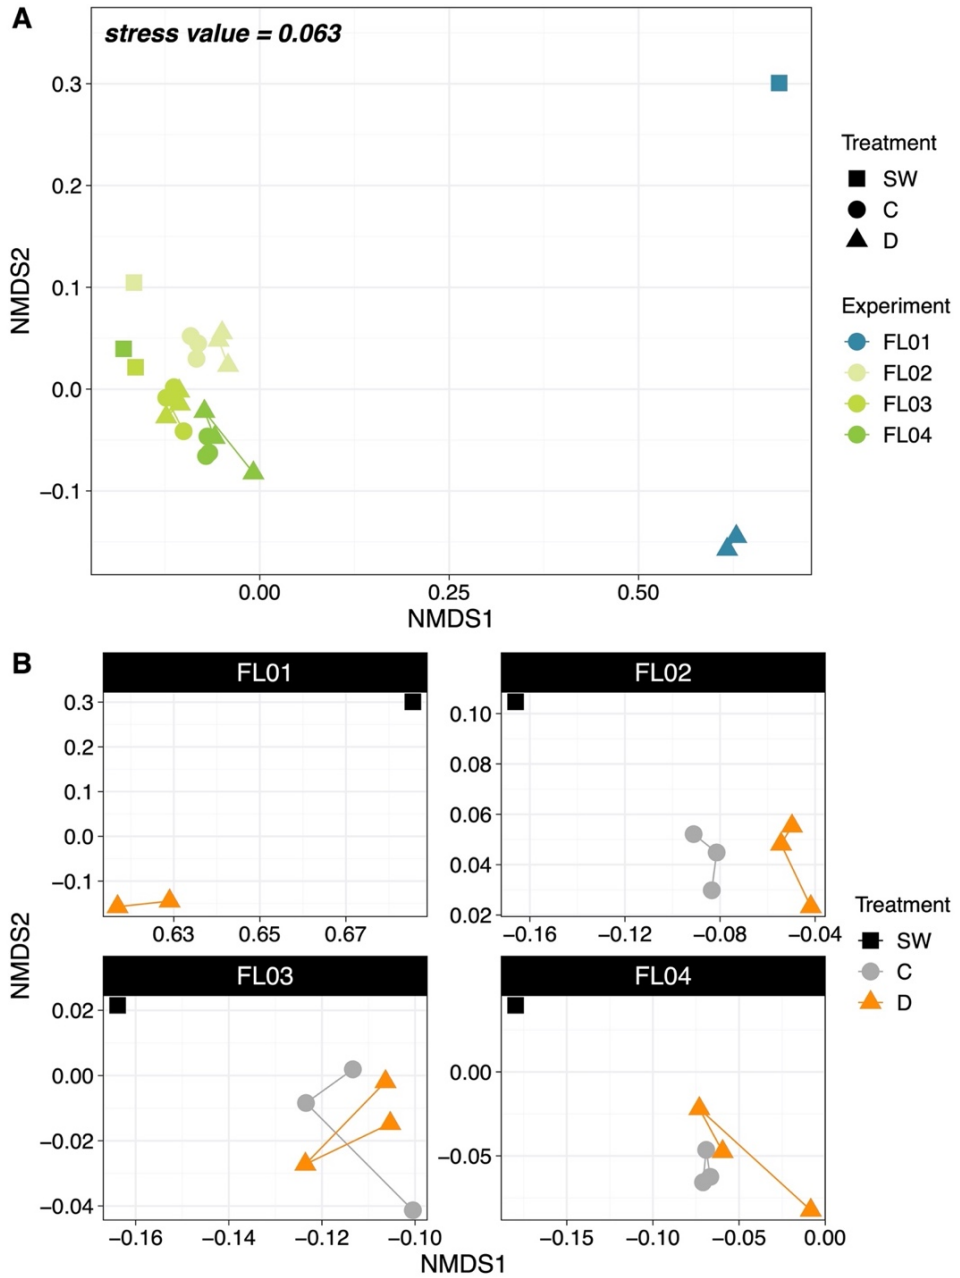 A
stress value = 0.063
0.3
0.2
0.1
0.0
−0.1
NMDS2
0.00 0.25 0.50
NMDS1
Treatment
SW
C
D
Experiment
FL01
FL02
FL03
FL04
B
FL01
0.3
0.2
0.1
0.0
−0.1
0.63 0.65 0.67
FL02
0.10
0.08
0.06
0.04
0.02
−0.16 −0.12 −0.08 −0.04
NMDS2
FL03
0.02
0.00
−0.02
−0.04
−0.16 −0.14 −0.12 −0.10
FL04
0.00
−0.05
−0.15 −0.10 −0.05 0.00
NMDS1
Treatment
SW
C
D